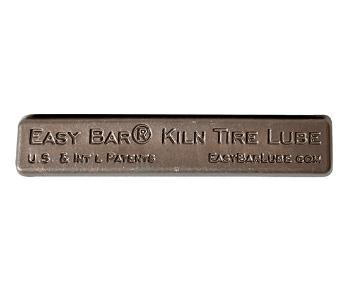 EASY BAR® KILN TIRE LUBE
U.S. & INT'L PATENTS EASYBARLUBE.COM